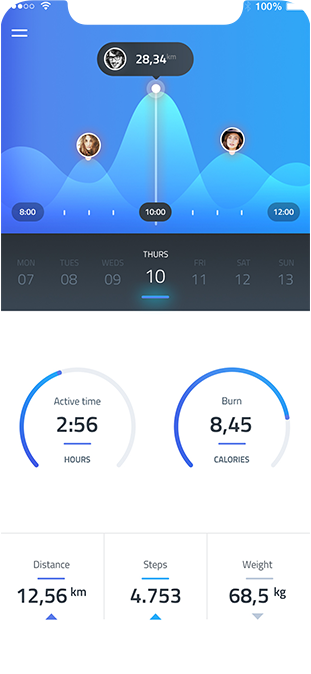 100%
28,34 km
8:00 10:00 12:00
MON TUES WEDS THURS FRI SAT SUN
07 08 09 10 11 12 13
Active time
2:56
HOURS
Burn
8,45
CALORIES
Distance
12,56 km
Steps
4.753
Weight
68,5 kg